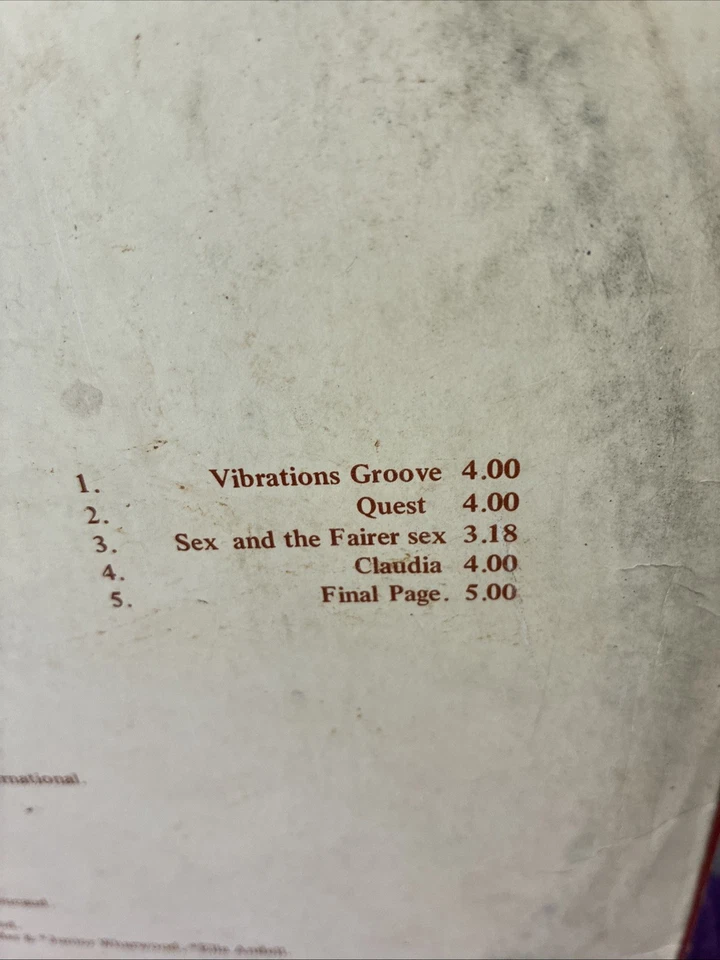 1. Vibrations Groove 4.00
2. Quest 4.00
3. Sex and the Fairer sex 3.18
4. Claudia 4.00
5. Final Page. 5.00
rnational.